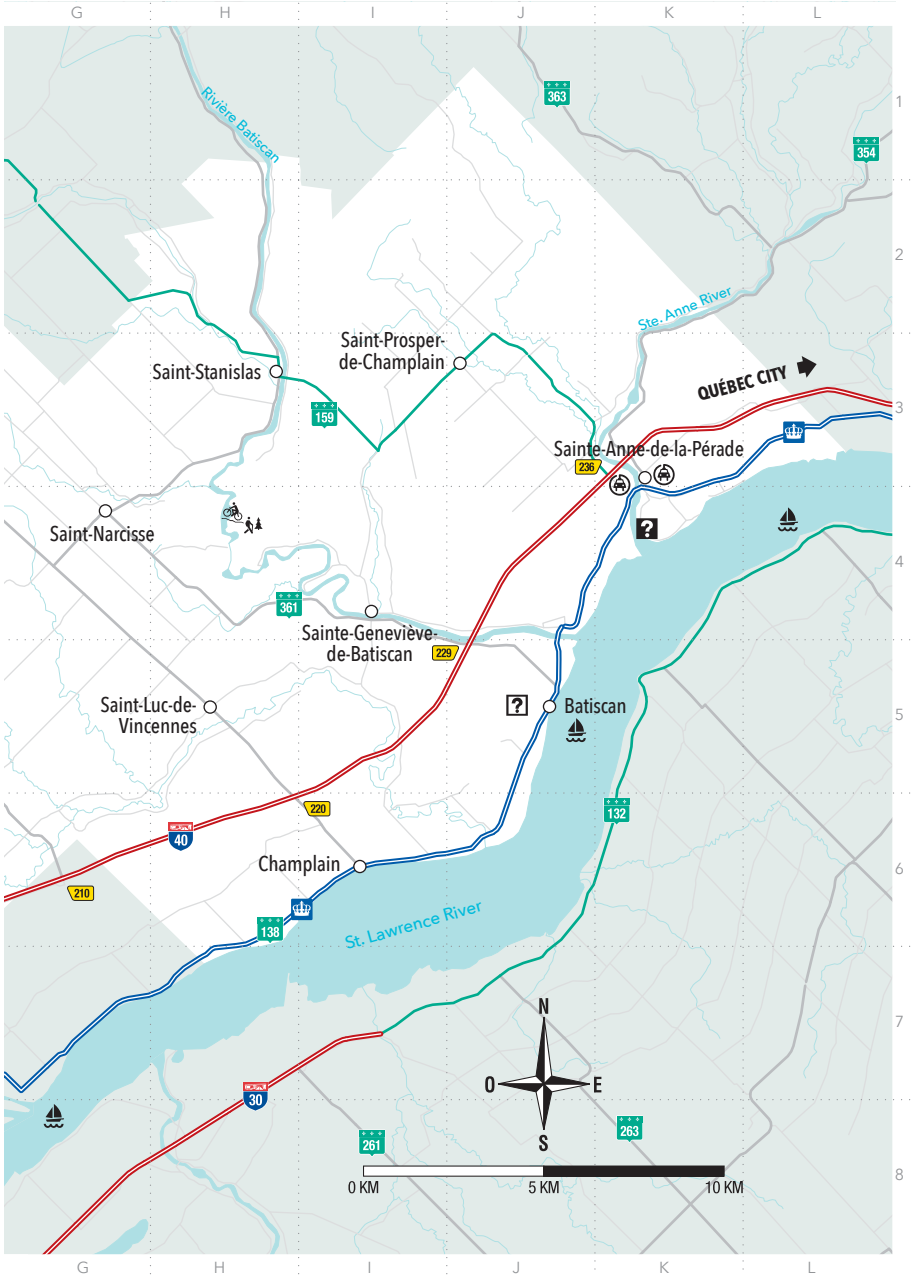 G H I J K L
1
363
Rivière Batiscan
354
2
Ste. Anne River
Saint-Prosper-
de-Champlain
Saint-Stanislas
QUÉBEC CITY
3
159
Sainte-Anne-de-la-Pérade
236
Saint-Narcisse
?
4
361
Sainte-Geneviève-
de-Batiscan
229
Saint-Luc-de-
Vincennes
?
Batiscan
5
220
132
40
Champlain
6
210
138
St. Lawrence River
7
N
O E
S
30
261
263
8
0 KM 5 KM 10 KM
G H I J K L